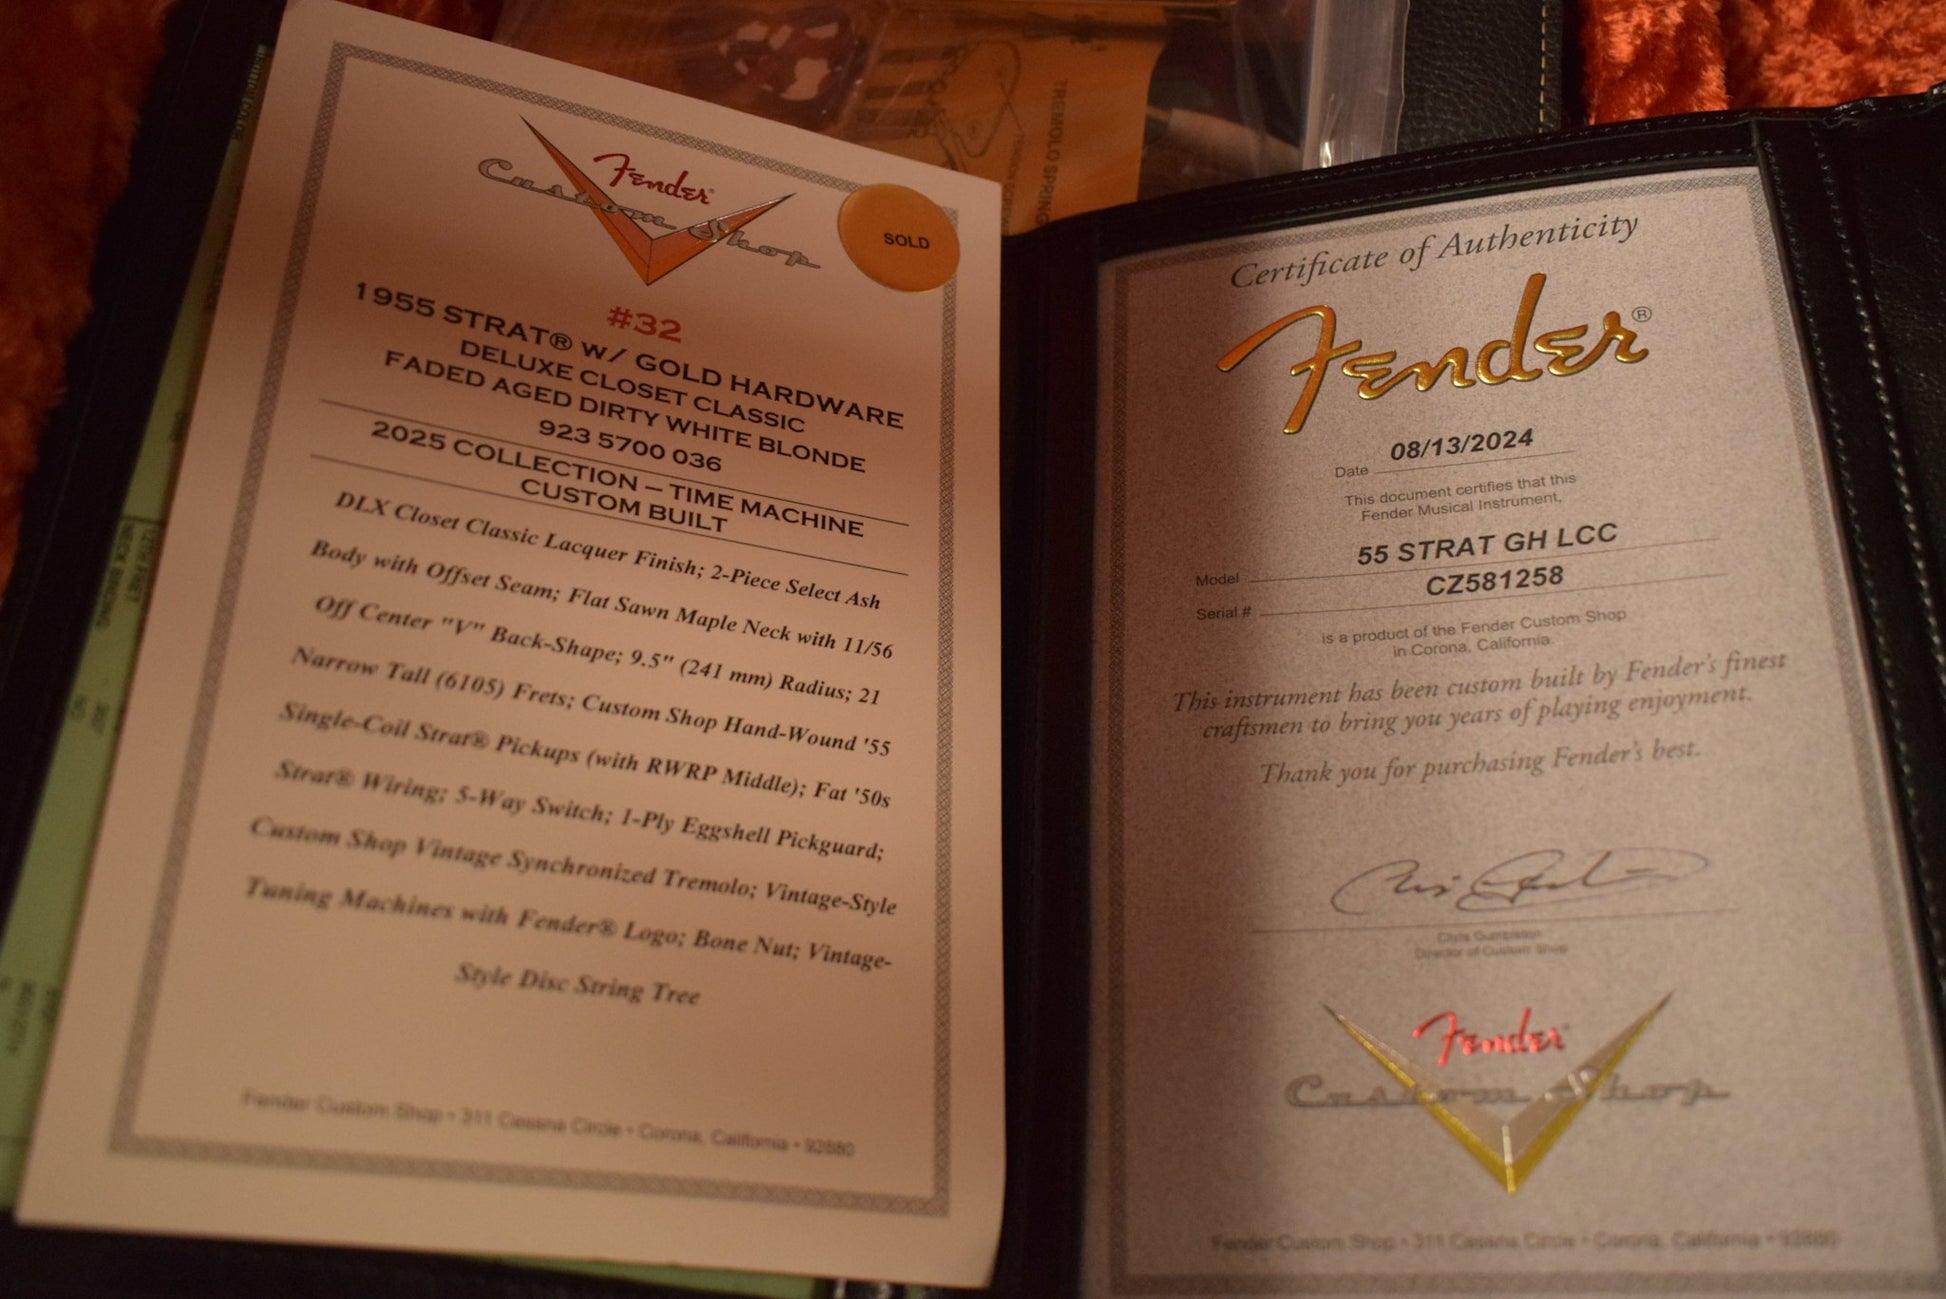 Fender®
Custom Shop
SOLD
#32
1955 STRAT® W/ GOLD HARDWARE
DELUXE CLOSET CLASSIC
FADED AGED DIRTY WHITE BLONDE
923 5700 036
2025 COLLECTION – TIME MACHINE
CUSTOM BUILT
DLX Closet Classic Lacquer Finish; 2-Piece Select Ash
Body with Offset Seam; Flat Sawn Maple Neck with 11/56
Off Center "V" Back-Shape; 9.5" (241 mm) Radius; 21
Narrow Tall (6105) Frets; Custom Shop Hand-Wound '55
Single-Coil Strat® Pickups (with RWRP Middle); Fat '50s
Strat® Wiring; 5-Way Switch; 1-Ply Eggshell Pickguard;
Custom Shop Vintage Synchronized Tremolo; Vintage-Style
Tuning Machines with Fender® Logo; Bone Nut; Vintage-
Style Disc String Tree
Fender Custom Shop • 311 Cessna Circle • Corona, California • 92880
TREMOLO SPRING
Certificate of Authenticity
Fender®
Date 08/13/2024
This document certifies that this
Fender Musical Instrument,
Model 55 STRAT GH LCC
Serial # CZ581258
is a product of the Fender Custom Shop
in Corona, California.
This instrument has been custom built by Fender's finest
craftsmen to bring you years of playing enjoyment.
Thank you for purchasing Fender's best.
Director of Custom Shop
Fender®
Custom Shop
Fender Custom Shop • 311 Cessna Circle • Corona, California • 92880